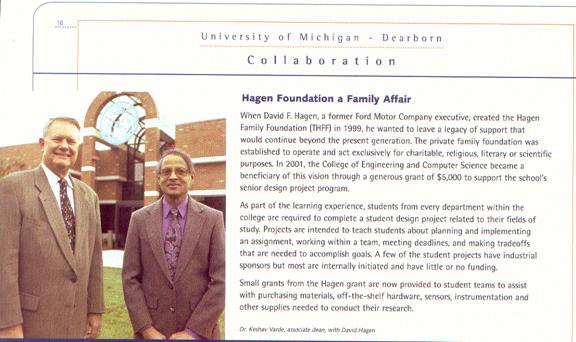 16
University of Michigan - Dearborn
Collaboration
Hagen Foundation a Family Affair
When David F. Hagen, a former Ford Motor Company executive, created the Hagen
Family Foundation (THFF) in 1999, he wanted to leave a legacy of support that
would continue beyond the present generation. The private family foundation was
established to operate and act exclusively for charitable, religious, literary or scientific
purposes. In 2001, the College of Engineering and Computer Science became a
beneficiary of this vision through a generous grant of $5,000 to support the school's
senior design project program.
As part of the learning experience, students from every department within the
college are required to complete a student design project related to their fields of
study. Projects are intended to teach students about planning and implementing
an assignment, working within a team, meeting deadlines, and making tradeoffs
that are needed to accomplish goals. A few of the student projects have industrial
sponsors but most are internally initiated and have little or no funding.
Small grants from the Hagen grant are now provided to student teams to assist
with purchasing materials, off-the-shelf hardware, sensors, instrumentation and
other supplies needed to conduct their research.
Dr. Keshav Varde, associate dean, with David Hagen